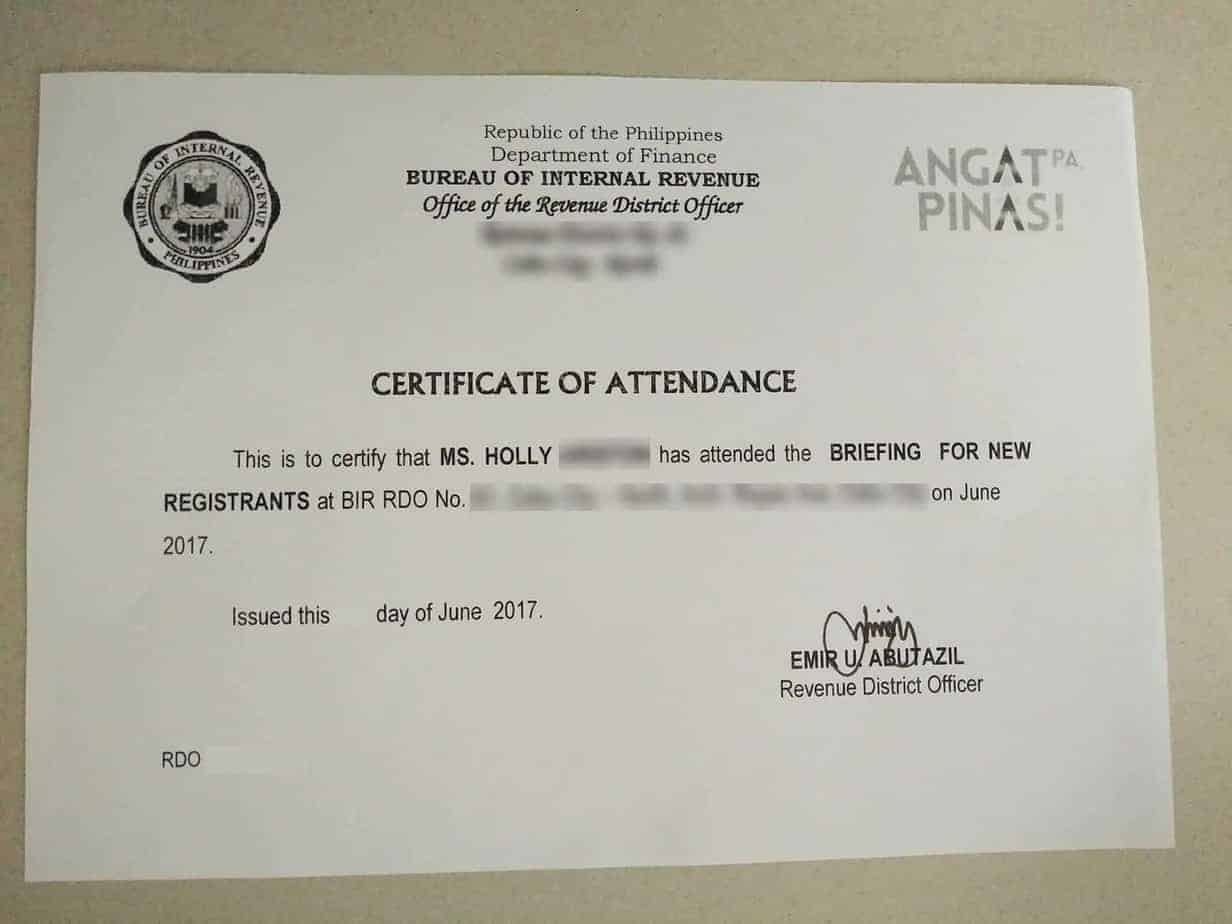 Republic of the Philippines
Department of Finance
BUREAU OF INTERNAL REVENUE
Office of the Revenue District Officer
BUREAU OF INTERNAL REVENUE
1904
PHILIPPINES
ANGAT PA,
PINAS!
CERTIFICATE OF ATTENDANCE
This is to certify that MS. HOLLY has attended the BRIEFING FOR NEW
REGISTRANTS at BIR RDO No. on June
2017.
Issued this day of June 2017.
EMIR U. ABUTAZIL
Revenue District Officer
RDO